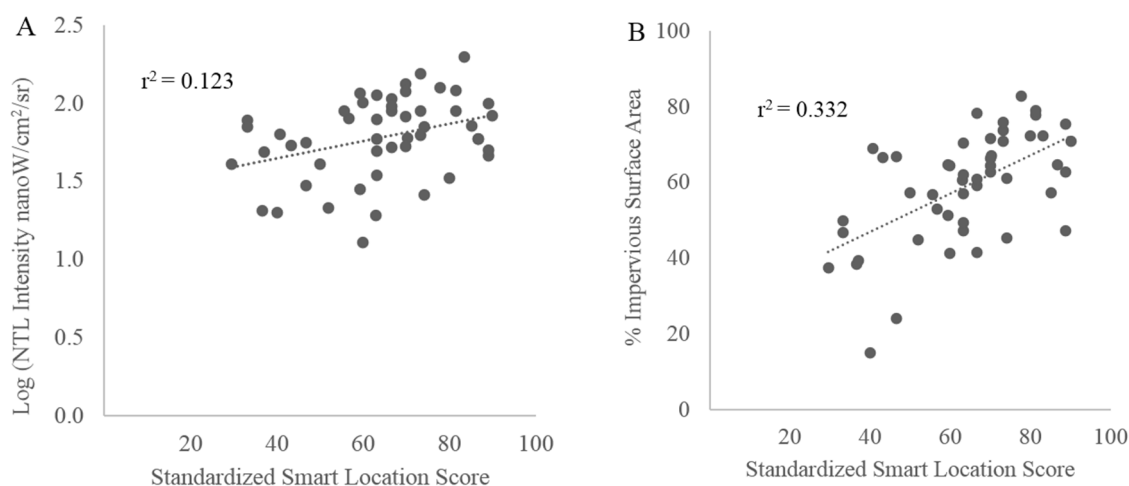 A
r² = 0.123
Log (NTL Intensity nanoW/cm²/sr)
2.5
2.0
1.5
1.0
0.5
0.0
20 40 60 80 100
Standardized Smart Location Score
B
r² = 0.332
% Impervious Surface Area
100
80
60
40
20
0
20 40 60 80 100
Standardized Smart Location Score